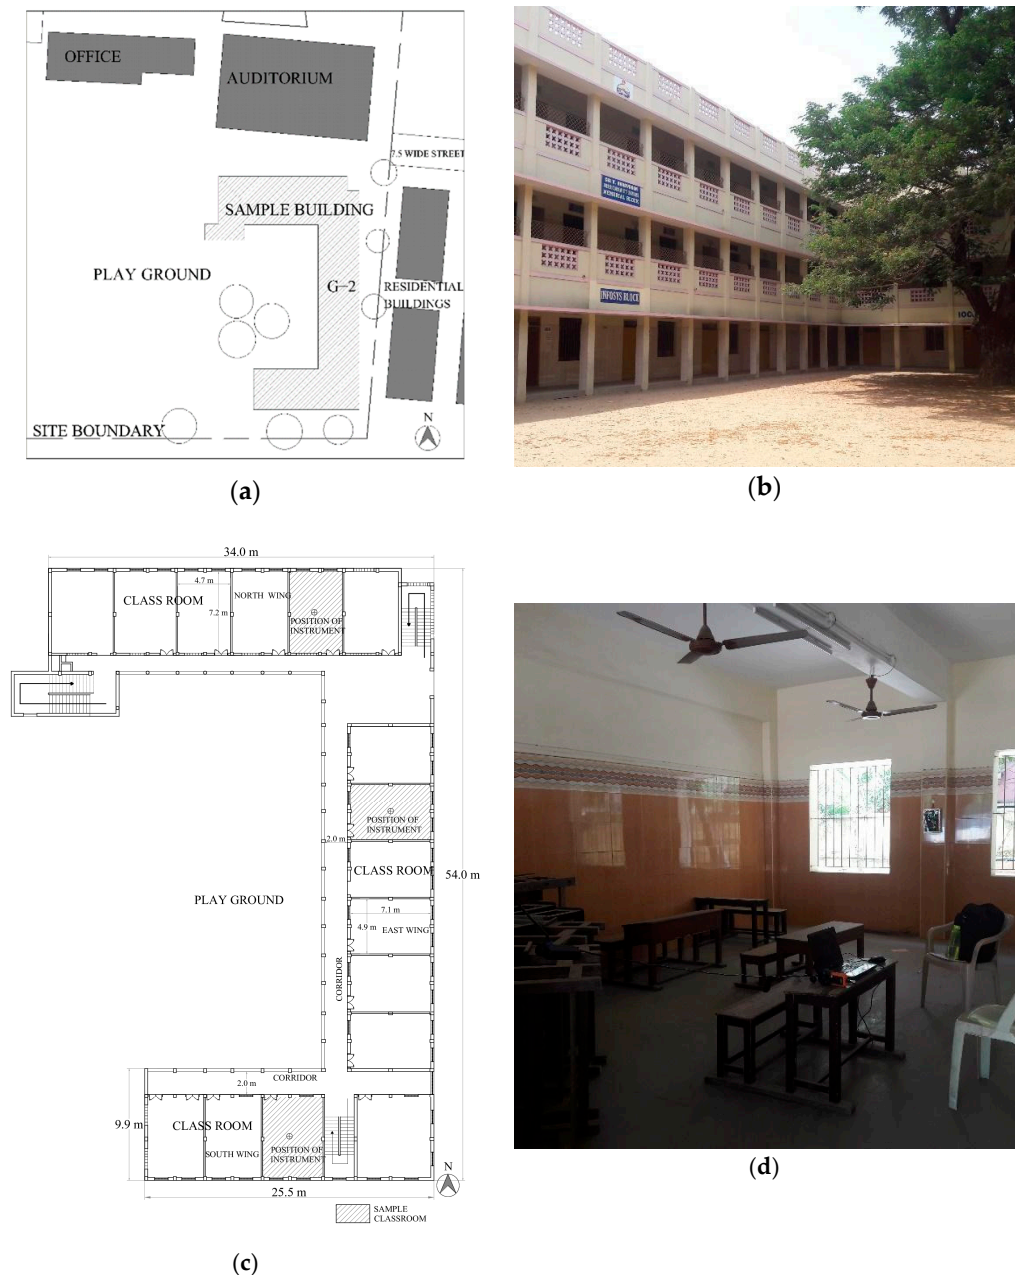 OFFICE
AUDITORIUM
7.5 WIDE STREET
SAMPLE BUILDING
PLAY GROUND
G-2
RESIDENTIAL
BUILDINGS
SITE BOUNDARY
N
(a)
INFOSYS BLOCK
(b)
34.0 m
4.7 m
CLASS ROOM
NORTH WING
7.2 m
POSITION OF
INSTRUMENT
POSITION OF
INSTRUMENT
2.0 m
CLASS ROOM
54.0 m
PLAY GROUND
7.1 m
4.9 m
EAST WING
CORRIDOR
CORRIDOR
2.0 m
9.9 m
CLASS ROOM
SOUTH WING
POSITION OF
INSTRUMENT
N
25.5 m
SAMPLE
CLASSROOM
(c)
(d)